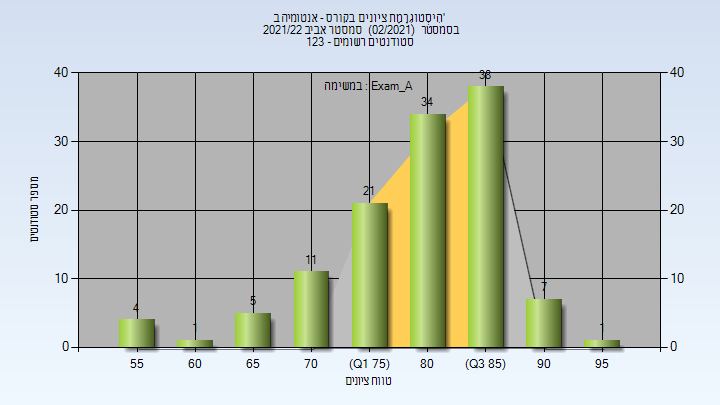 היסטוגרמת ציונים בקורס - אנטומיה ב'
בסמסטר (02/2021) סמסטר אביב 2021/22
סטודנטים רשומים - 123
במשימה : Exam_A
מספר סטודנטים
40 40
30 30
20 20
10 10
0 0
4 1 5 11 21 34 38 7 1
55 60 65 70 (Q1 75) 80 (Q3 85) 90 95
טווח ציונים